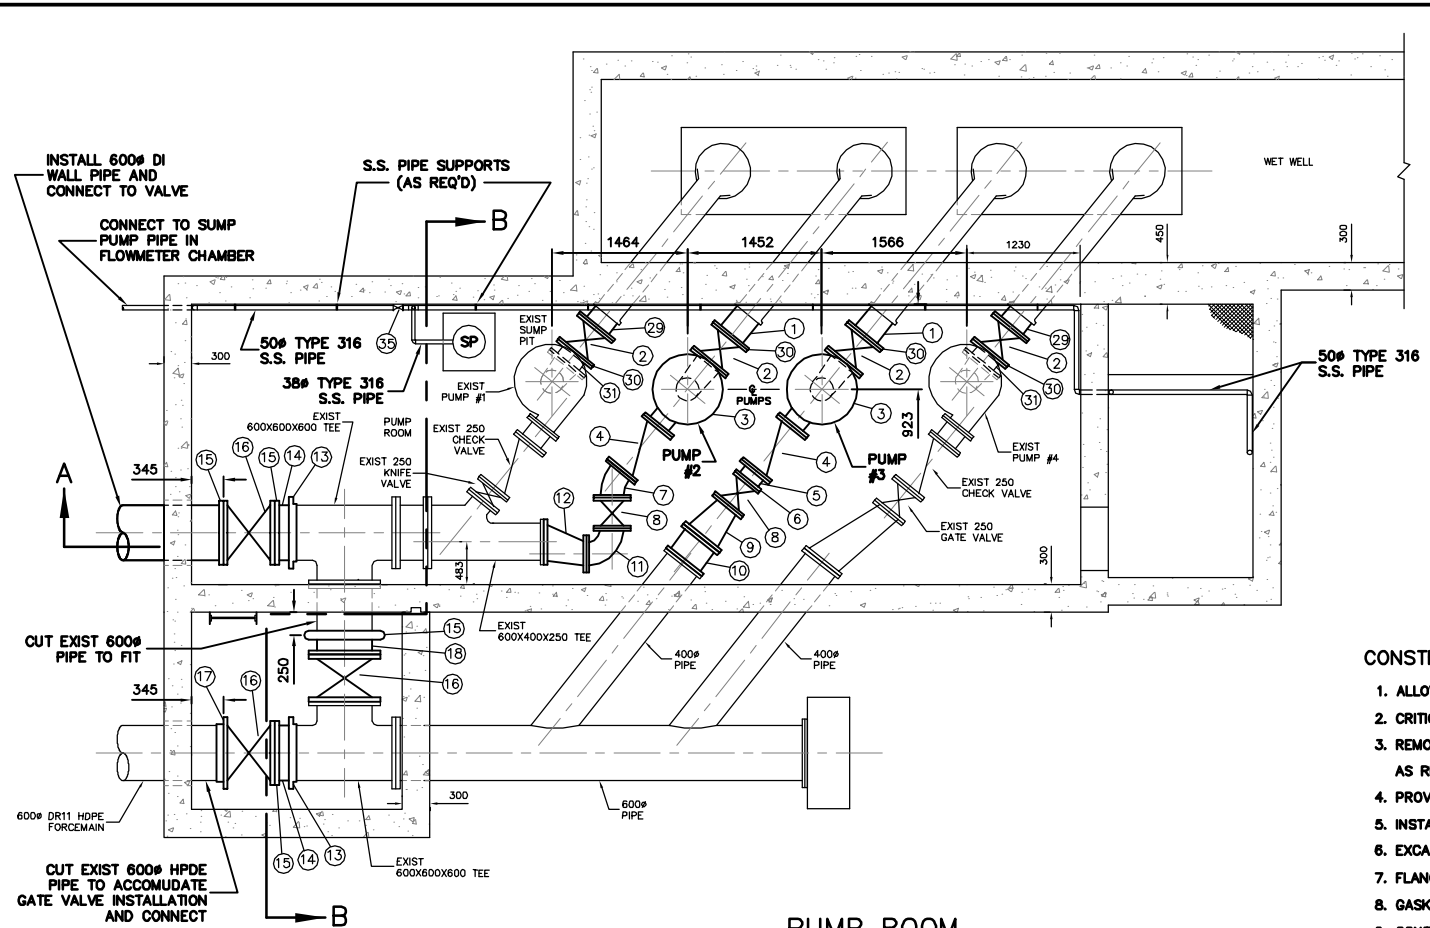 INSTALL 600ø DI
WALL PIPE AND
CONNECT TO VALVE
CONNECT TO SUMP
PUMP PIPE IN
FLOWMETER CHAMBER
S.S. PIPE SUPPORTS
(AS REQ'D)
B
WET WELL
1464
1452
1566
1230
450
300
EXIST
SUMP
PIT
SP
35
50ø TYPE 316
S.S. PIPE
300
38ø TYPE 316
S.S. PIPE
29
2
30
31
1
30
2
1
30
2
29
2
30
31
50ø TYPE 316
S.S. PIPE
EXIST
PUMP #1
℄
PUMPS
3
3
923
EXIST
600X600X600 TEE
PUMP
ROOM
EXIST 250
CHECK
VALVE
EXIST 250
KNIFE
VALVE
4
PUMP
#2
4
PUMP
#3
EXIST
PUMP #4
EXIST 250
CHECK VALVE
EXIST 250
GATE VALVE
A
345
15
16
15
14
13
12
7
8
11
5
6
8
9
10
483
300
CUT EXIST 600ø
PIPE TO FIT
250
15
18
16
EXIST
600X400X250 TEE
400ø
PIPE
400ø
PIPE
345
17
16
300
600ø
PIPE
600ø DR11 HDPE
FORCEMAIN
15
14
13
EXIST
600X600X600 TEE
CUT EXIST 600ø HPDE
PIPE TO ACCOMUDATE
GATE VALVE INSTALLATION
AND CONNECT
B
PUMP ROOM
1. ALLO
2. CRITI
3. REMO
AS R
4. PROV
5. INSTA
6. EXCA
7. FLAN
8. GASK